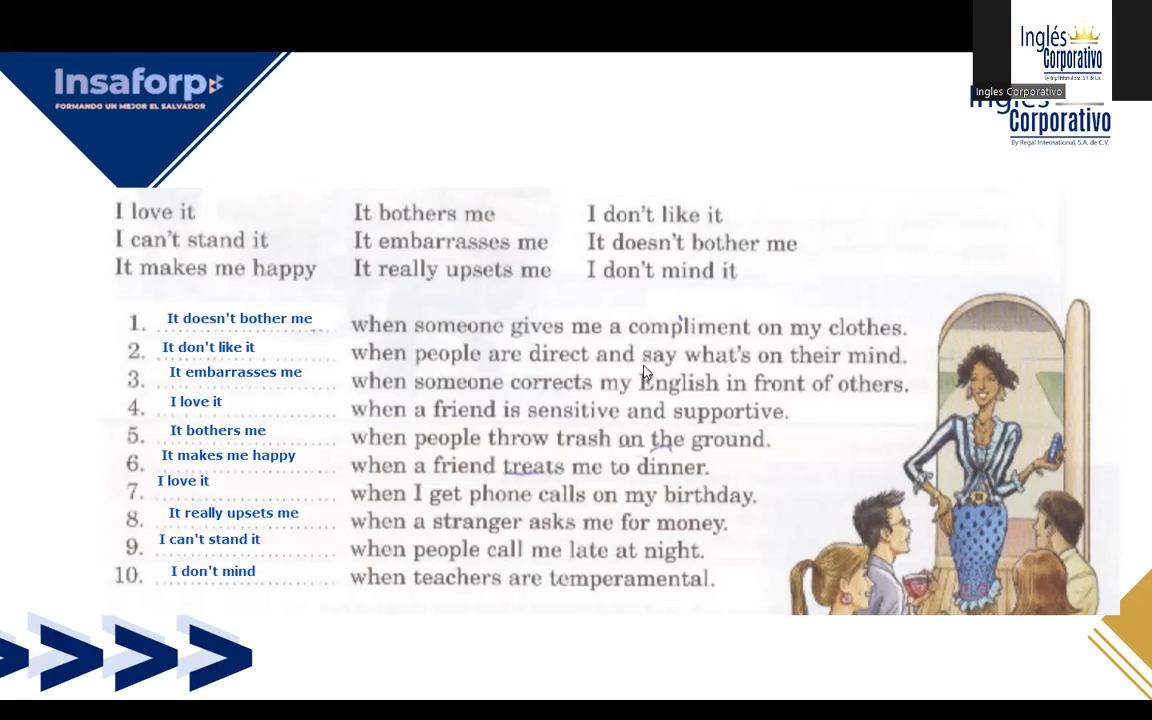 Insaforp
FORMANDO UN MEJOR EL SALVADOR
Inglés
Corporativo
By Regal International, S.A. de C.V.
Ingles Corporativo
Inglés
Corporativo
By Regal International, S.A. de C.V.
I love it It bothers me I don't like it
I can't stand it It embarrasses me It doesn't bother me
It makes me happy It really upsets me I don't mind it
1. It doesn't bother me when someone gives me a compliment on my clothes.
2. It don't like it when people are direct and say what's on their mind.
3. It embarrasses me when someone corrects my English in front of others.
4. I love it when a friend is sensitive and supportive.
5. It bothers me when people throw trash on the ground.
6. It makes me happy when a friend treats me to dinner.
7. I love it when I get phone calls on my birthday.
8. It really upsets me when a stranger asks me for money.
9. I can't stand it when people call me late at night.
10. I don't mind when teachers are temperamental.